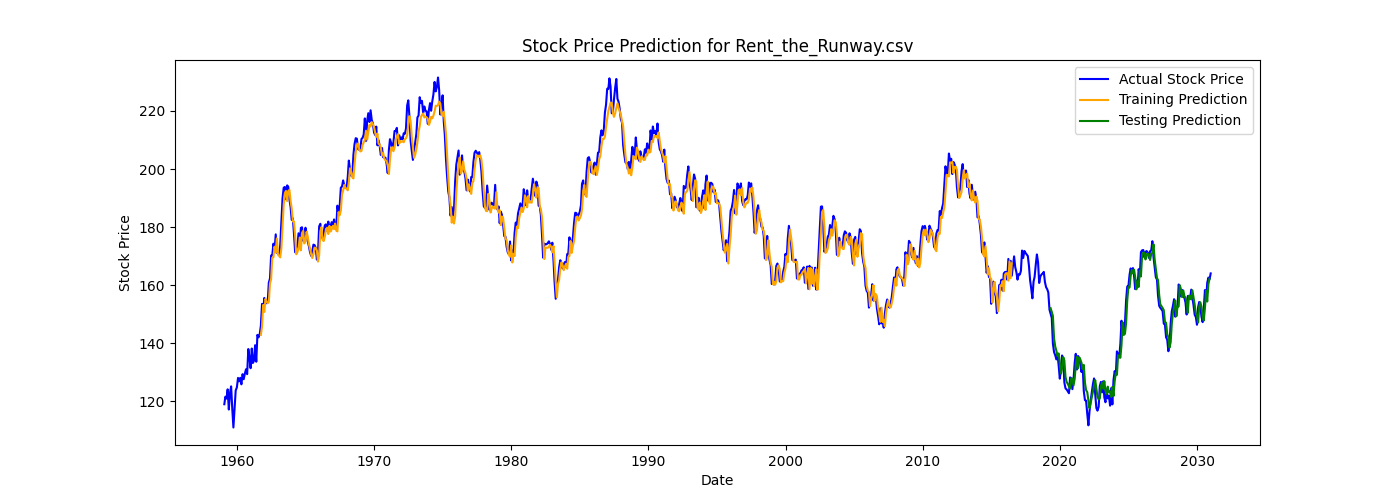 Stock Price Prediction for Rent_the_Runway.csv
Actual Stock Price
Training Prediction
Testing Prediction
Stock Price
220
200
180
160
140
120
1960 1970 1980 1990 2000 2010 2020 2030
Date